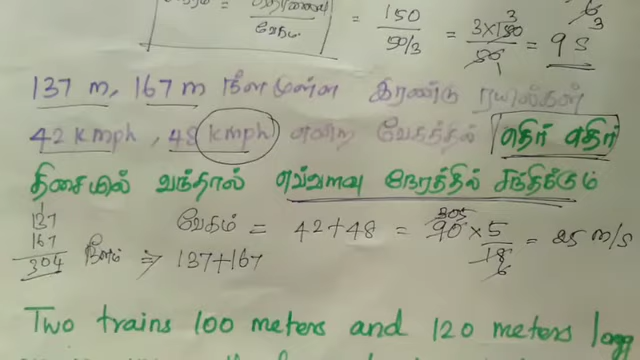 வேகம் = 150 / 50/3 = 3×150 / 50 = 9 s
137 m, 167 m நீளமுள்ள இரண்டு ரயில்கள்
42 kmph, 48 kmph என்ற வேகத்தில் எதிர் எதிர்
திசையில் வந்தால் எவ்வளவு நேரத்தில் சந்திக்கும்
1
137
167
304
வேகம் = 42+48 = 90 × 5/18 = 25 m/s
நீளம் ⇒ 137+167
Two trains 100 meters and 120 meters long